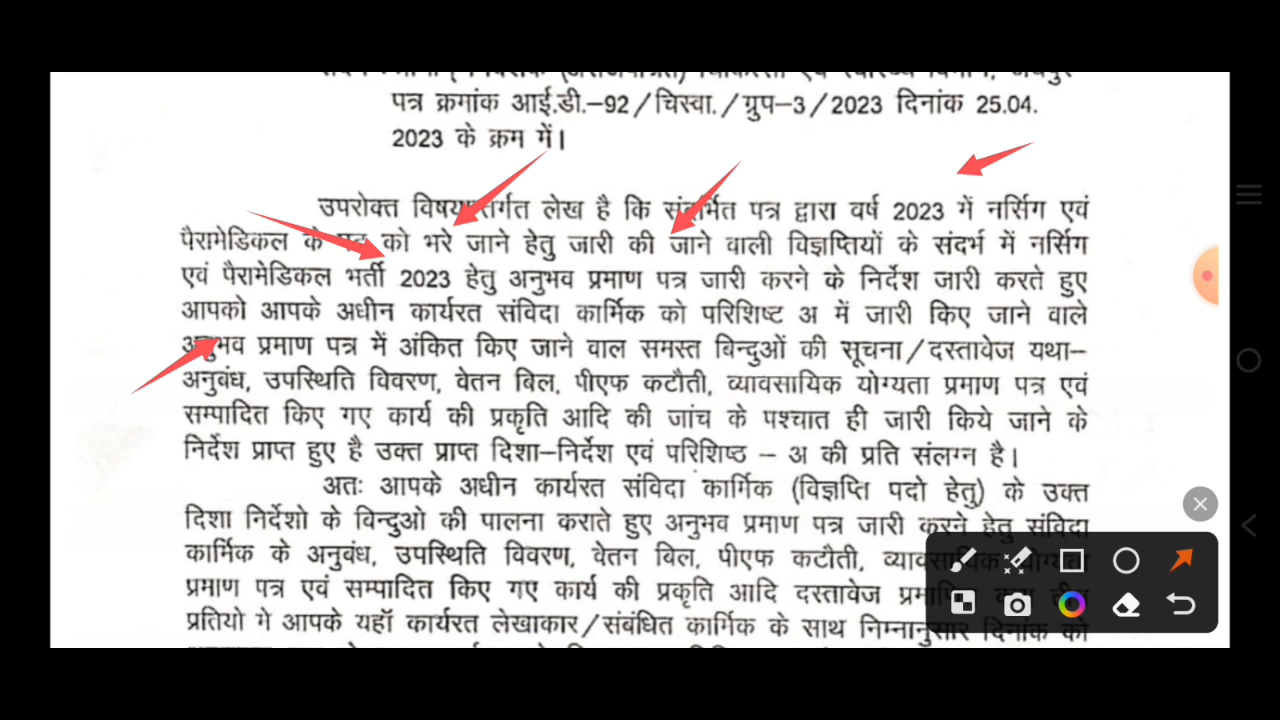 पत्र क्रमांक आई.डी.–92/चिस्वा./ग्रुप–3/2023 दिनांक 25.04.
2023 के क्रम में।
उपरोक्त विषयान्तर्गत लेख है कि संदर्भित पत्र द्वारा वर्ष 2023 में नर्सिग एवं
पैरामेडिकल के पद को भरे जाने हेतु जारी की जाने वाली विज्ञप्तियों के संदर्भ में नर्सिग
एवं पैरामेडिकल भर्ती 2023 हेतु अनुभव प्रमाण पत्र जारी करने के निर्देश जारी करते हुए
आपको आपके अधीन कार्यरत संविदा कार्मिक को परिशिष्ट अ में जारी किए जाने वाले
अनुभव प्रमाण पत्र में अंकित किए जाने वाल समस्त बिन्दुओं की सूचना/दस्तावेज यथा–
अनुबंध, उपस्थिति विवरण, वेतन बिल, पीएफ कटौती, व्यावसायिक योग्यता प्रमाण पत्र एवं
सम्पादित किए गए कार्य की प्रकृति आदि की जांच के पश्चात ही जारी किये जाने के
निर्देश प्राप्त हुए है उक्त प्राप्त दिशा–निर्देश एवं परिशिष्ठ – अ की प्रति संलग्न है।
अतः आपके अधीन कार्यरत संविदा कार्मिक (विज्ञप्ति पदो हेतु) के उक्त
दिशा निर्देशो के विन्दुओ की पालना कराते हुए अनुभव प्रमाण पत्र जारी करने हेतु संविदा
कार्मिक के अनुबंध, उपस्थिति विवरण, वेतन बिल, पीएफ कटौती, व्यावसायिक योग्यता
प्रमाण पत्र एवं सम्पादित किए गए कार्य की प्रकृति आदि दस्तावेज
प्रतियो मे आपके यहॉ कार्यरत लेखाकार/संबंधित कार्मिक के साथ निम्नानुसार दिनांक को